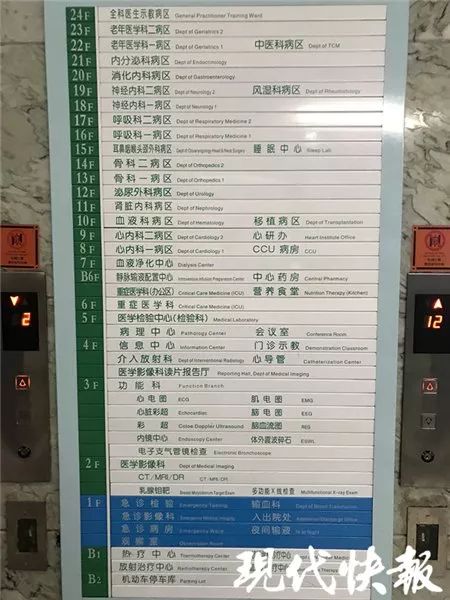 24F 全科医生示教病区 General Practitioner Training Ward
23F 老年医学科二病区 Dept of Geriatrics 2
22F 老年医学科一病区 Dept of Geriatrics 1 中医科病区 Dept of TCM
21F 内分泌科病区 Dept of Endocrinology
20F 消化内科病区 Dept of Gastroenterology
19F 神经内科二病区 Dept of Neurology 2 风湿科病区 Dept of Rheumatology
18F 神经内科一病区 Dept of Neurology 1
17F 呼吸科二病区 Dept of Respiratory Medicine 2
16F 呼吸科一病区 Dept of Respiratory Medicine 1
15F 耳鼻咽喉头颈外科病区 睡眠中心 Sleep Lab
14F 骨科二病区 Dept of Orthopedics 2
13F 骨科一病区 Dept of Orthopedics 1
12F 泌尿外科病区 Dept of Urology
11F 肾脏内科病区 Dept of Nephrology
10F 血液科病区 Dept of Hematology 移植病区 Dept of Transplantation
9F 心内科二病区 Dept of Cardiology 2 心研办 Heart Institute Office
8F 心内科一病区 Dept of Cardiology 1 CCU病房 CCU
7F 血液净化中心 Dialysis Center
B6F 静脉输液配置中心 中心药房 Central Pharmacy
重症医学科(办公区) Critical Care Medicine (ICU) 营养食堂 Nutrition Therapy (Kitchen)
6F 重症医学科 Critical Care Medicine (ICU)
5F 医学检验中心(检验科) Medical Laboratory
病理中心 Pathology Center 会议室 Conference Room
4F 信息中心 Information Center 门诊示教 Demonstration Classroom
介入放射科 Dept of Interventional Radiology 心导管 Catheterization Center
医学影像科读片报告厅 Reporting Hall, Dept of Medical Imaging
3F 功能科 Function Branch
心电图 ECG 肌电图 EMG
心脏彩超 Echocardiac 脑电图 EEG
彩超 Color Doppler Ultrasound 脑血流图 REG
内镜中心 Endoscopy Center 体外震波碎石 ESWL
电子支气管镜检查 Electronic Bronchoscope
2F 医学影像科 Dept of Medical Imaging
CT/MRI/DR CT/MRI/DR
乳腺钼靶 多功能X线检查 Multifunctional X-ray Exam
1F 急诊检验 Emergency Testing 输血科 Dept of Blood Transfusion
急诊影像科 Emergency Medical Imaging 入出院处 Admission/Discharge Office
急诊病房 Emergency Ward 夜间输液
观察室
B1 热疗中心 Thermotherapy Center
放射治疗中心 Radiotherapy Center
B2 机动车停车库 Parking Lot
2
12
现代快报